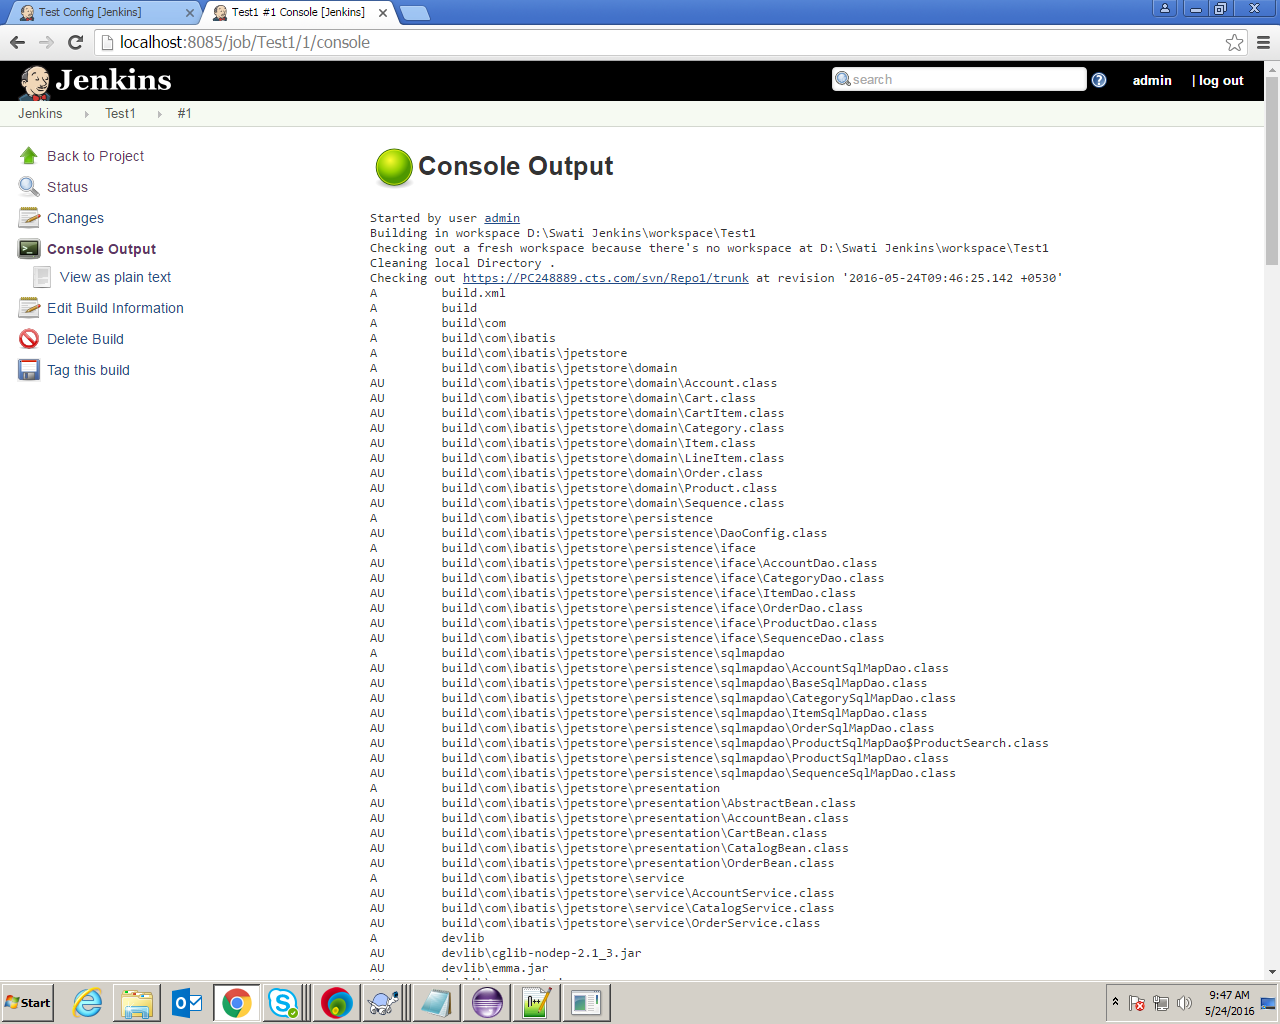 Test Config [Jenkins]
Test1 #1 Console [Jenkins]
localhost:8085/job/Test1/1/console
Jenkins
search
admin
| log out
Jenkins
Test1
#1
Back to Project
Status
Changes
Console Output
View as plain text
Edit Build Information
Delete Build
Tag this build
Console Output
Started by user admin
Building in workspace D:\Swati Jenkins\workspace\Test1
Checking out a fresh workspace because there's no workspace at D:\Swati Jenkins\workspace\Test1
Cleaning local Directory .
Checking out https://PC248889.cts.com/svn/Repo1/trunk at revision '2016-05-24T09:46:25.142 +0530'
A build.xml
A build
A build\com
A build\com\ibatis
A build\com\ibatis\jpetstore
A build\com\ibatis\jpetstore\domain
AU build\com\ibatis\jpetstore\domain\Account.class
AU build\com\ibatis\jpetstore\domain\Cart.class
AU build\com\ibatis\jpetstore\domain\CartItem.class
AU build\com\ibatis\jpetstore\domain\Category.class
AU build\com\ibatis\jpetstore\domain\Item.class
AU build\com\ibatis\jpetstore\domain\LineItem.class
AU build\com\ibatis\jpetstore\domain\Order.class
AU build\com\ibatis\jpetstore\domain\Product.class
AU build\com\ibatis\jpetstore\domain\Sequence.class
A build\com\ibatis\jpetstore\persistence
AU build\com\ibatis\jpetstore\persistence\DaoConfig.class
A build\com\ibatis\jpetstore\persistence\iface
AU build\com\ibatis\jpetstore\persistence\iface\AccountDao.class
AU build\com\ibatis\jpetstore\persistence\iface\CategoryDao.class
AU build\com\ibatis\jpetstore\persistence\iface\ItemDao.class
AU build\com\ibatis\jpetstore\persistence\iface\OrderDao.class
AU build\com\ibatis\jpetstore\persistence\iface\ProductDao.class
AU build\com\ibatis\jpetstore\persistence\iface\SequenceDao.class
A build\com\ibatis\jpetstore\persistence\sqlmapdao
AU build\com\ibatis\jpetstore\persistence\sqlmapdao\AccountSqlMapDao.class
AU build\com\ibatis\jpetstore\persistence\sqlmapdao\BaseSqlMapDao.class
AU build\com\ibatis\jpetstore\persistence\sqlmapdao\CategorySqlMapDao.class
AU build\com\ibatis\jpetstore\persistence\sqlmapdao\ItemSqlMapDao.class
AU build\com\ibatis\jpetstore\persistence\sqlmapdao\OrderSqlMapDao.class
AU build\com\ibatis\jpetstore\persistence\sqlmapdao\ProductSqlMapDao$ProductSearch.class
AU build\com\ibatis\jpetstore\persistence\sqlmapdao\ProductSqlMapDao.class
AU build\com\ibatis\jpetstore\persistence\sqlmapdao\SequenceSqlMapDao.class
A build\com\ibatis\jpetstore\presentation
AU build\com\ibatis\jpetstore\presentation\AbstractBean.class
AU build\com\ibatis\jpetstore\presentation\AccountBean.class
AU build\com\ibatis\jpetstore\presentation\CartBean.class
AU build\com\ibatis\jpetstore\presentation\CatalogBean.class
AU build\com\ibatis\jpetstore\presentation\OrderBean.class
A build\com\ibatis\jpetstore\service
AU build\com\ibatis\jpetstore\service\AccountService.class
AU build\com\ibatis\jpetstore\service\CatalogService.class
AU build\com\ibatis\jpetstore\service\OrderService.class
A devlib
AU devlib\cglib-nodep-2.1_3.jar
AU devlib\emma.jar
Start
9:47 AM
5/24/2016